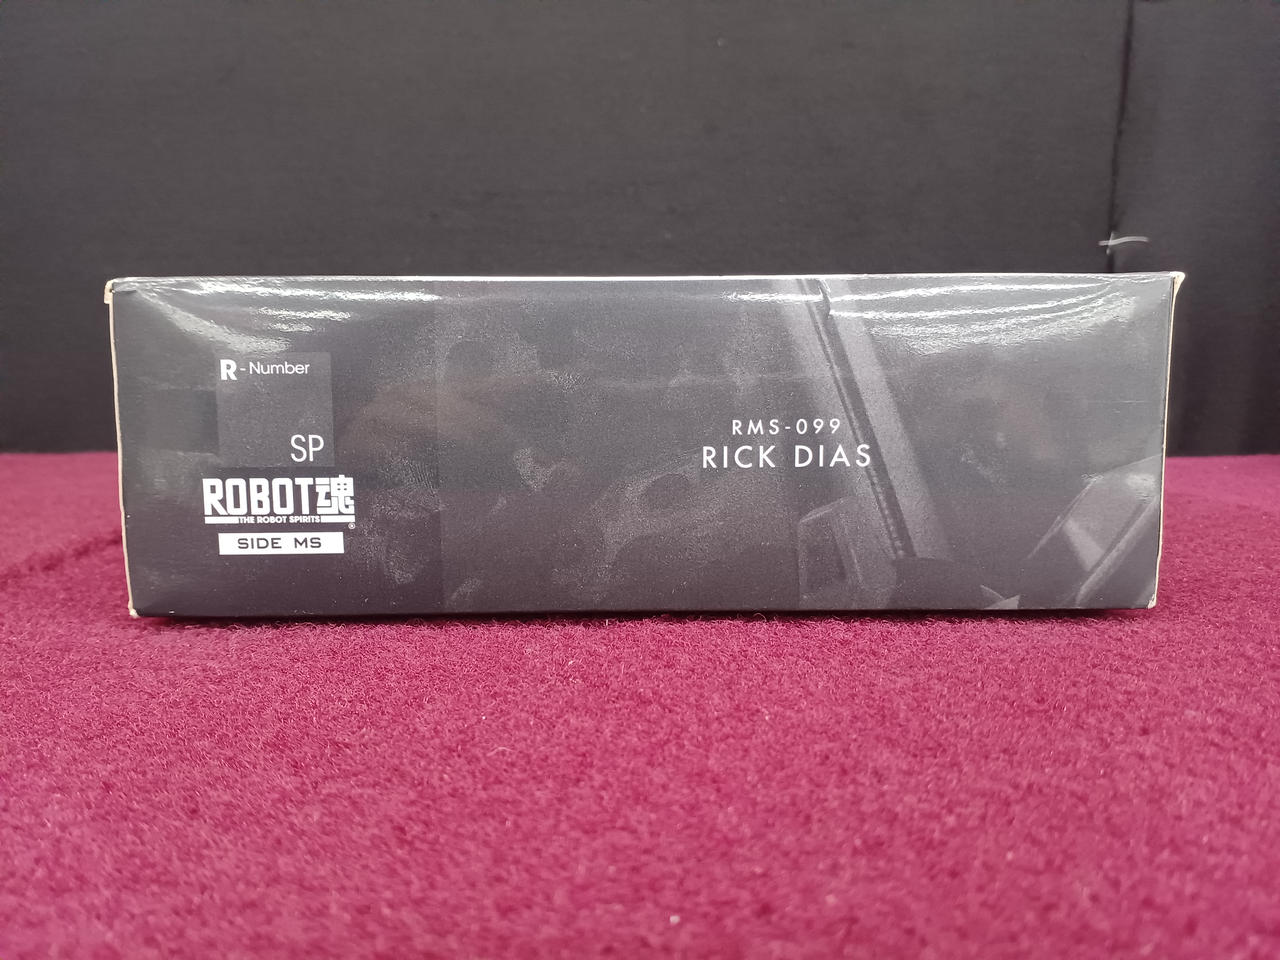 R-Number
SP
ROBOT魂
THE ROBOT SPIRITS
®
SIDE MS
RMS-099
RICK DIAS